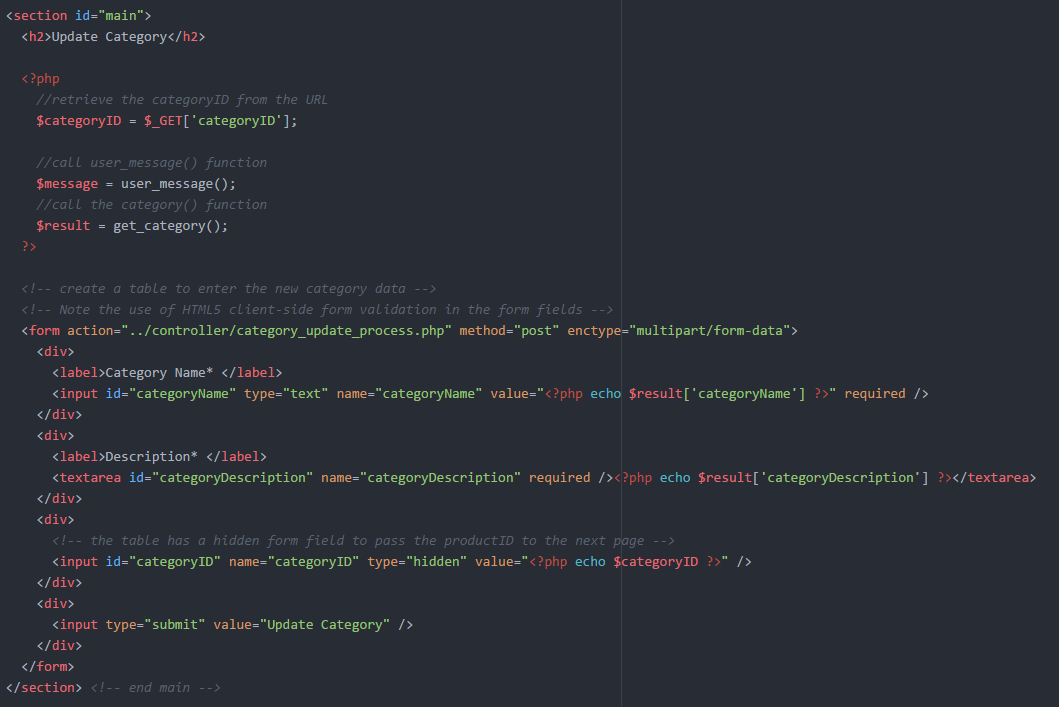 <section id="main">
<h2>Update Category</h2>
<?php
//retrieve the categoryID from the URL
$categoryID = $_GET['categoryID'];
//call user_message() function
$message = user_message();
//call the category() function
$result = get_category();
?>
<!-- create a table to enter the new category data -->
<!-- Note the use of HTML5 client-side form validation in the form fields -->
<form action="../controller/category_update_process.php" method="post" enctype="multipart/form-data">
<div>
<label>Category Name* </label>
<input id="categoryName" type="text" name="categoryName" value="<?php echo $result['categoryName'] ?>" required />
</div>
<div>
<label>Description* </label>
<textarea id="categoryDescription" name="categoryDescription" required /><?php echo $result['categoryDescription'] ?></textarea>
</div>
<div>
<!-- the table has a hidden form field to pass the productID to the next page -->
<input id="categoryID" name="categoryID" type="hidden" value="<?php echo $categoryID ?>" />
</div>
<div>
<input type="submit" value="Update Category" />
</div>
</form>
</section> <!-- end main -->